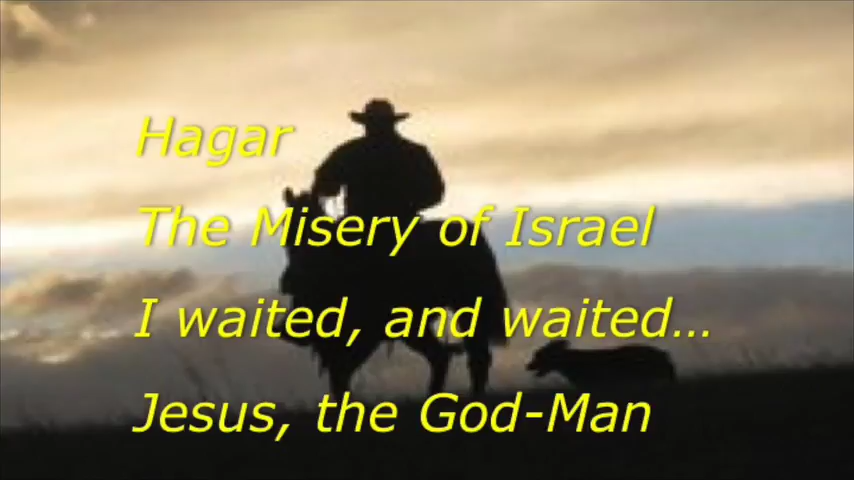 Hagar
The Misery of Israel
I waited, and waited…
Jesus, the God-Man